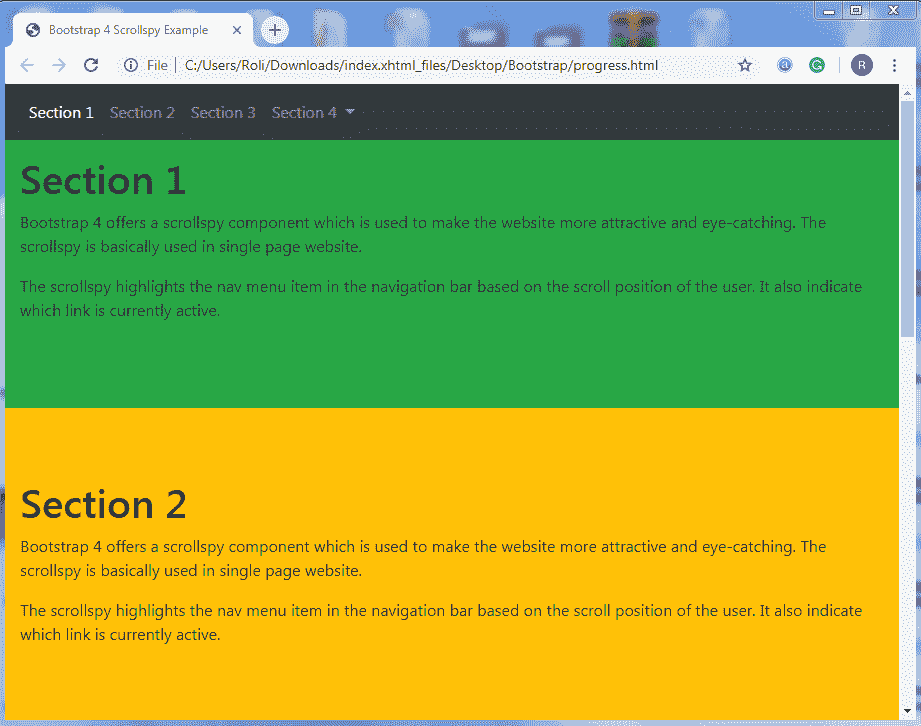 Bootstrap 4 Scrollspy Example
File C:/Users/Roli/Downloads/index.xhtml_files/Desktop/Bootstrap/progress.html
R
Section 1 Section 2 Section 3 Section 4
Section 1
Bootstrap 4 offers a scrollspy component which is used to make the website more attractive and eye-catching. The
scrollspy is basically used in single page website.
The scrollspy highlights the nav menu item in the navigation bar based on the scroll position of the user. It also indicate
which link is currently active.
Section 2
Bootstrap 4 offers a scrollspy component which is used to make the website more attractive and eye-catching. The
scrollspy is basically used in single page website.
The scrollspy highlights the nav menu item in the navigation bar based on the scroll position of the user. It also indicate
which link is currently active.